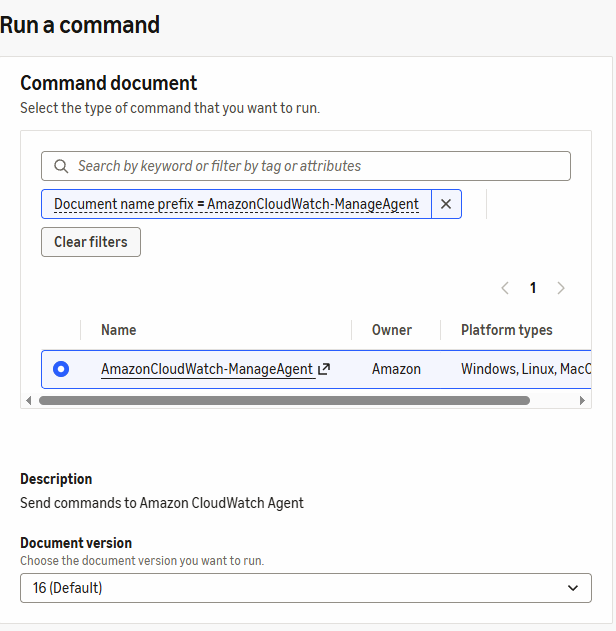 Run a command
Command document
Select the type of command that you want to run.
Search by keyword or filter by tag or attributes
Document name prefix = AmazonCloudWatch-ManageAgent
Clear filters
1
Name Owner Platform types
AmazonCloudWatch-ManageAgent Amazon Windows, Linux, MacO
Description
Send commands to Amazon CloudWatch Agent
Document version
Choose the document version you want to run.
16 (Default)